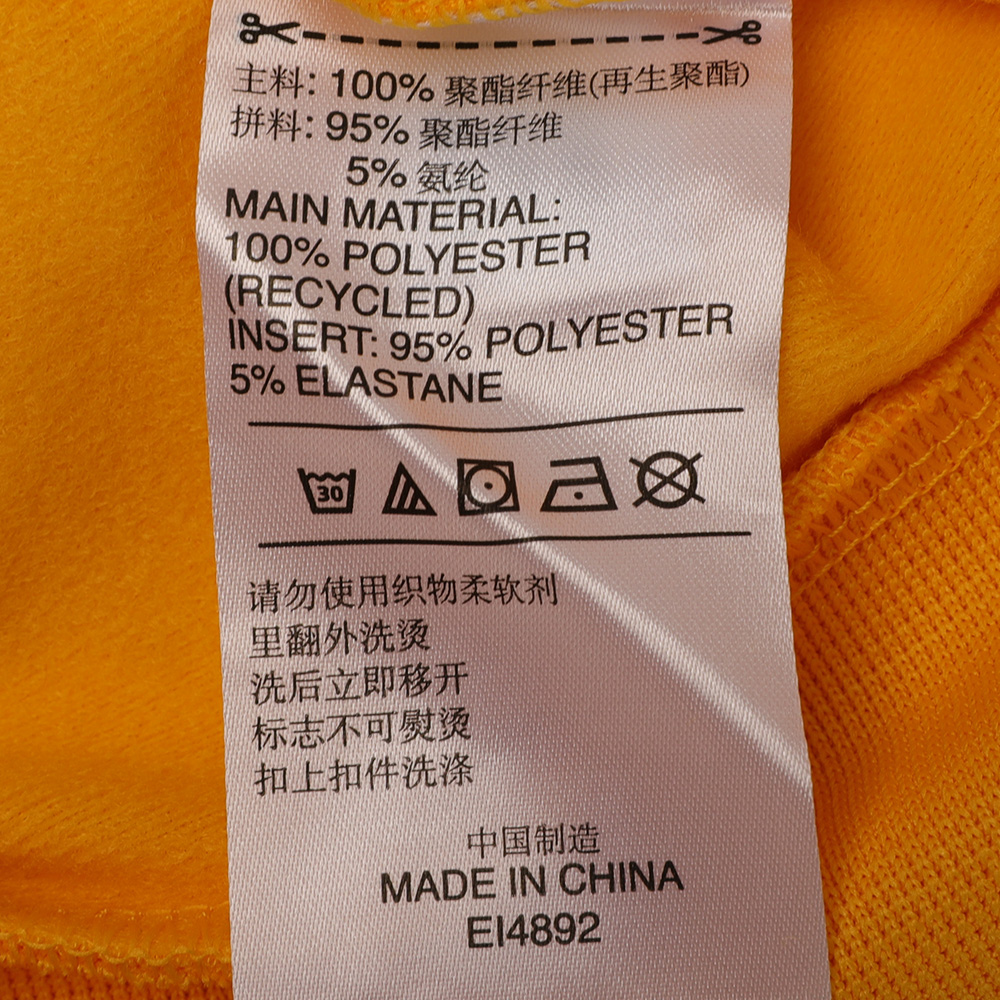 主料: 100% 聚酯纤维(再生聚酯)
拼料: 95% 聚酯纤维
5% 氨纶
MAIN MATERIAL:
100% POLYESTER
(RECYCLED)
INSERT: 95% POLYESTER
5% ELASTANE
30
请勿使用织物柔软剂
里翻外洗烫
洗后立即移开
标志不可熨烫
扣上扣件洗涤
中国制造
MADE IN CHINA
EI4892